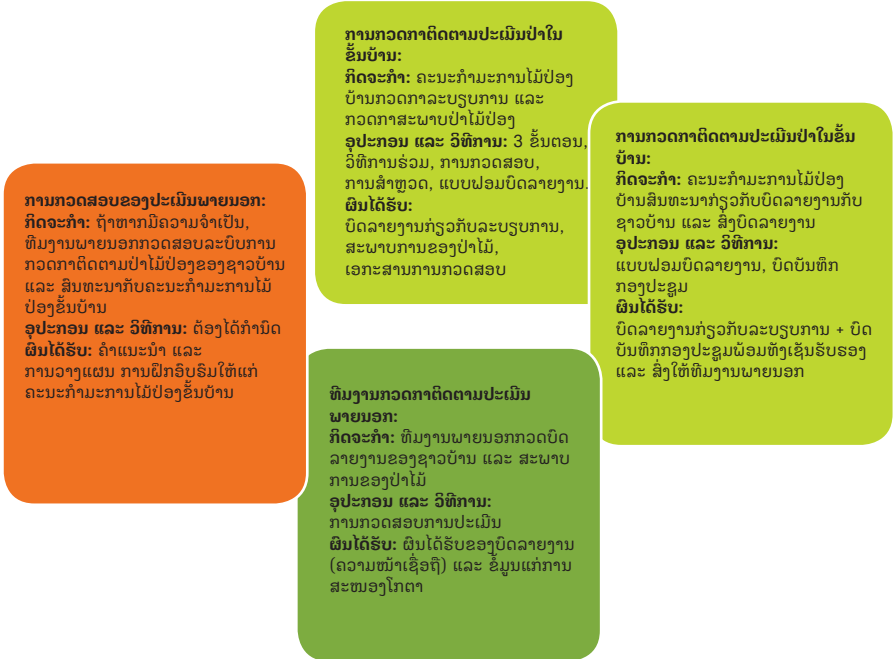 ການກວດກາຕິດຕາມປະເມີນປ່າໃນ
ຂັ້ນບ້ານ:
ກິດຈະກຳ: ຄະນະກຳມະການໄມ້ປ່ອງ
ບ້ານກວດກາລະບຽບການ ແລະ
ກວດກາສະພາບປ່າໄມ້ປ່ອງ
ອຸປະກອນ ແລະ ວິທີການ: 3 ຂັ້ນຕອນ,
ວິທີການຮ່ວມ, ການກວດສອບ,
ການສຳຫຼວດ, ແບບຟອມບົດລາຍງານ.
ຜົນໄດ້ຮັບ:
ບົດລາຍງານກ່ຽວກັບລະບຽບການ,
ສະພາບການຂອງປ່າໄມ້,
ເອກະສານການກວດສອບ
ການກວດກາຕິດຕາມປະເມີນປ່າໃນຂັ້ນ
ບ້ານ:
ກິດຈະກຳ: ຄະນະກຳມະການໄມ້ປ່ອງ
ບ້ານສົນທະນາກ່ຽວກັບບົດລາຍງານກັບ
ຊາວບ້ານ ແລະ ສົ່ງບົດລາຍງານ
ອຸປະກອນ ແລະ ວິທີການ:
ແບບຟອມບົດລາຍງານ, ບົດບັນທຶກ
ກອງປະຊຸມ
ຜົນໄດ້ຮັບ:
ບົດລາຍງານກ່ຽວກັບລະບຽບການ + ບົດ
ບັນທຶກກອງປະຊຸມພ້ອມທັງເຊັນຮັບຮອງ
ແລະ ສົ່ງໃຫ້ທີມງານພາຍນອກ
ການກວດສອບຂອງປະເມີນພາຍນອກ:
ກິດຈະກຳ: ຖ້າຫາກມີຄວາມຈຳເປັນ,
ທີມງານພາຍນອກກວດສອບລະບົບການ
ກວດກາຕິດຕາມປ່າໄມ້ປ່ອງຂອງຊາວບ້ານ
ແລະ ສົນທະນາກັບຄະນະກຳມະການໄມ້
ປ່ອງຂັ້ນບ້ານ
ອຸປະກອນ ແລະ ວິທີການ: ຕ້ອງໄດ້ກຳນົດ
ຜົນໄດ້ຮັບ: ຄຳແນະນຳ ແລະ
ການວາງແຜນ ການຝຶກອົບຮົມໃຫ້ແກ່
ຄະນະກຳມະການໄມ້ປ່ອງຂັ້ນບ້ານ
ທີມງານກວດກາຕິດຕາມປະເມີນ
ພາຍນອກ:
ກິດຈະກຳ: ທີມງານພາຍນອກກວດບົດ
ລາຍງານຂອງຊາວບ້ານ ແລະ ສະພາບ
ການຂອງປ່າໄມ້
ອຸປະກອນ ແລະ ວິທີການ:
ການກວດສອບການປະເມີນ
ຜົນໄດ້ຮັບ: ຜົນໄດ້ຮັບຂອງບົດລາຍງານ
(ຄວາມໜ້າເຊື່ອຖື) ແລະ ຂໍ້ມູນແກ່ການ
ສະໜອງໂກຕາ